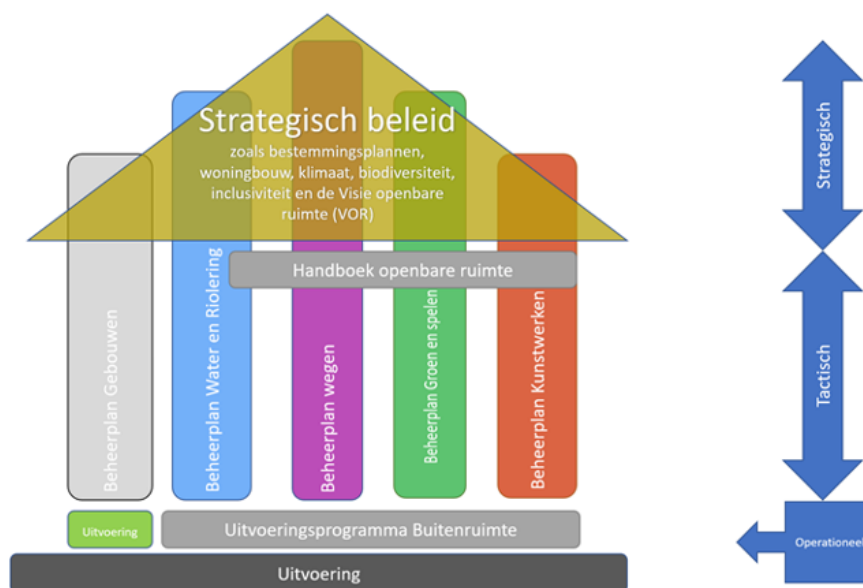 Strategisch beleid
zoals bestemmingsplannen,
woningbouw, klimaat, biodiversiteit,
inclusiviteit en de Visie openbare
ruimte (VOR)
Handboek openbare ruimte
Beheerplan Gebouwen
Beheerplan Water en Riolering
Beheerplan wegen
Beheerplan Groen en spelen
Beheerplan Kunstwerken
Uitvoering
Uitvoeringsprogramma Buitenruimte
Uitvoering
Strategisch
Tactisch
Operationeel